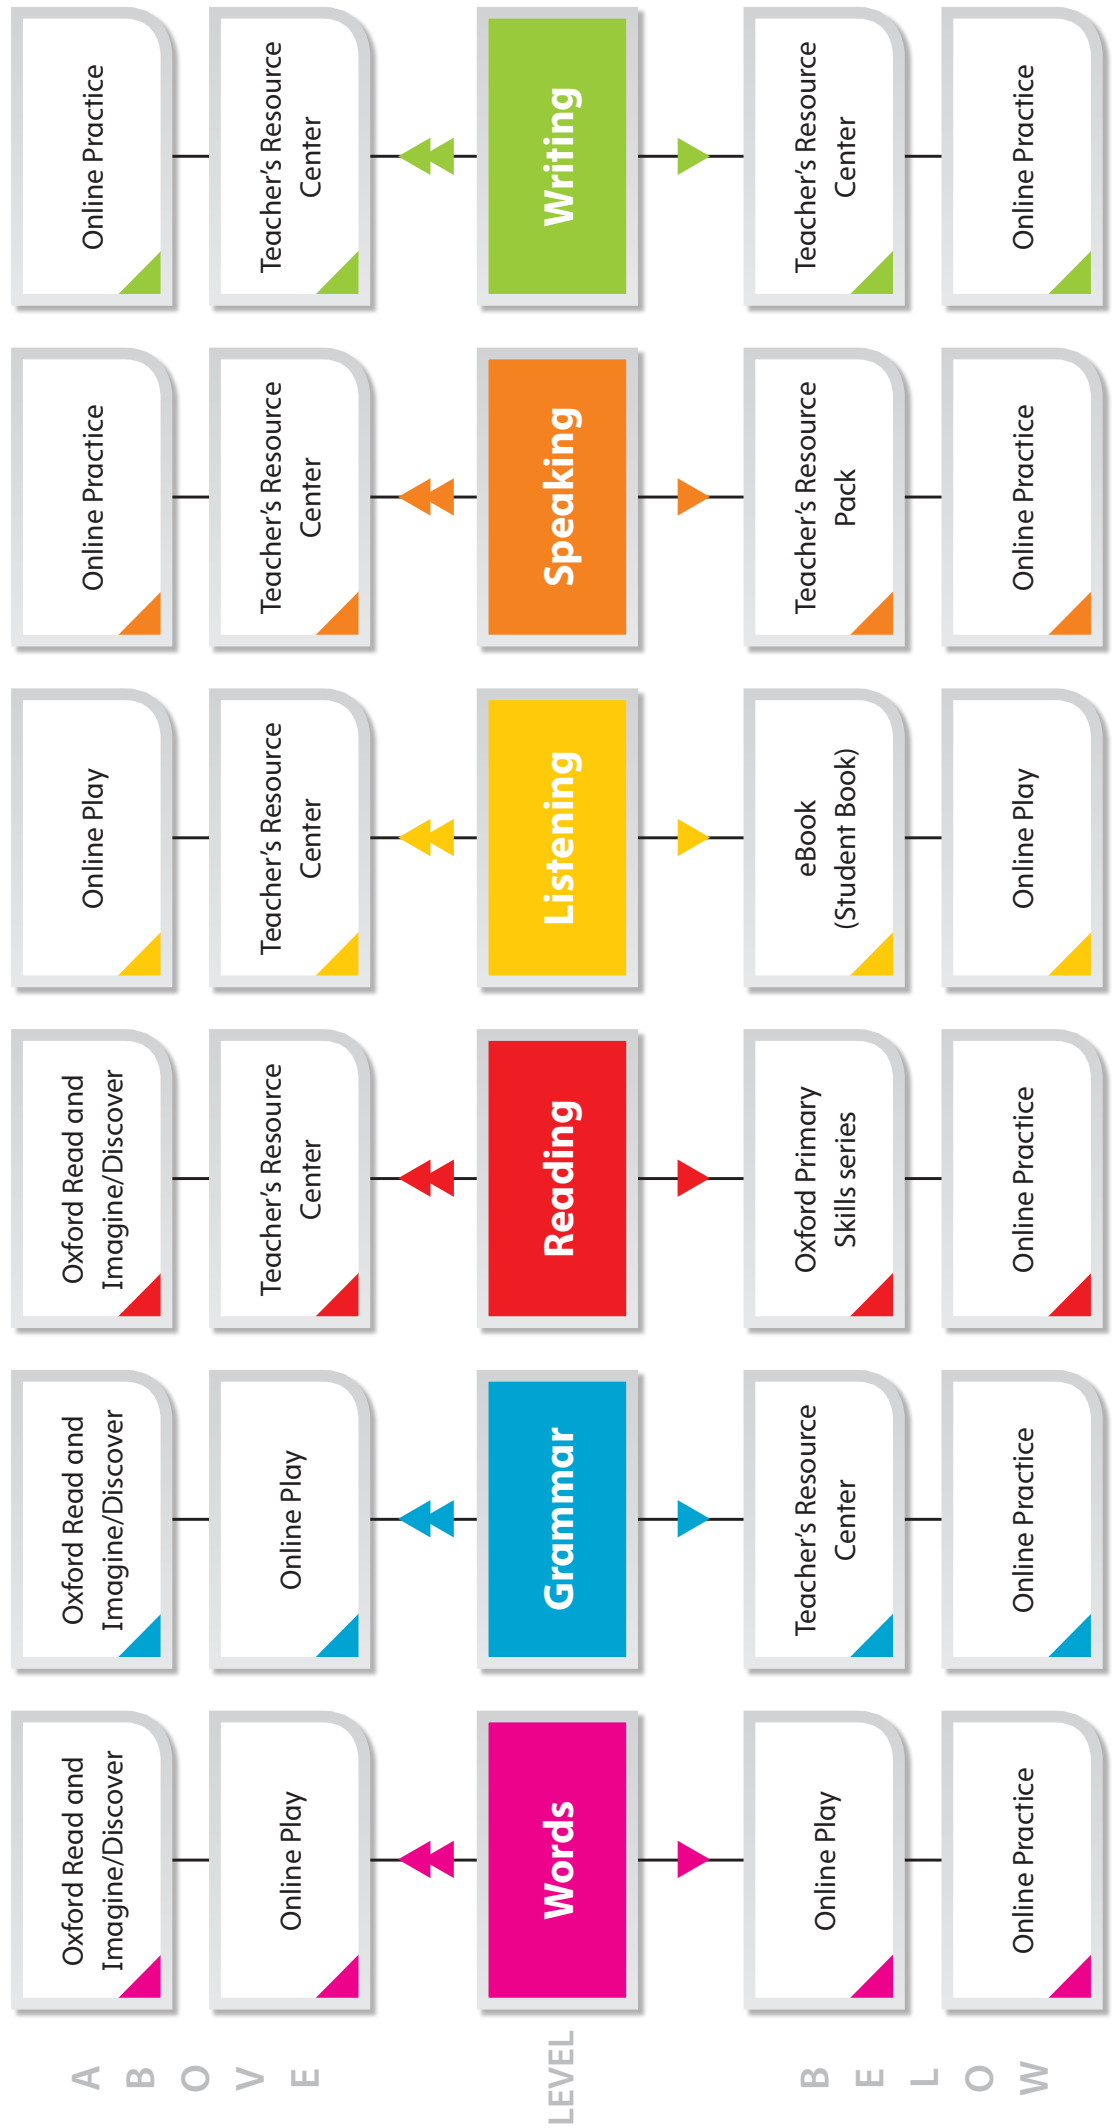 ABOVE
Oxford Read and
Imagine/Discover
Oxford Read and
Imagine/Discover
Oxford Read and
Imagine/Discover
Online Play
Online Practice
Online Practice
Online Play
Online Play
Teacher's Resource
Center
Teacher's Resource
Center
Teacher's Resource
Center
Teacher's Resource
Center
LEVEL
Words
Grammar
Reading
Listening
Speaking
Writing
BELOW
Online Play
Teacher's Resource
Center
Oxford Primary
Skills series
eBook
(Student Book)
Teacher's Resource
Pack
Teacher's Resource
Center
Online Practice
Online Practice
Online Practice
Online Play
Online Practice
Online Practice